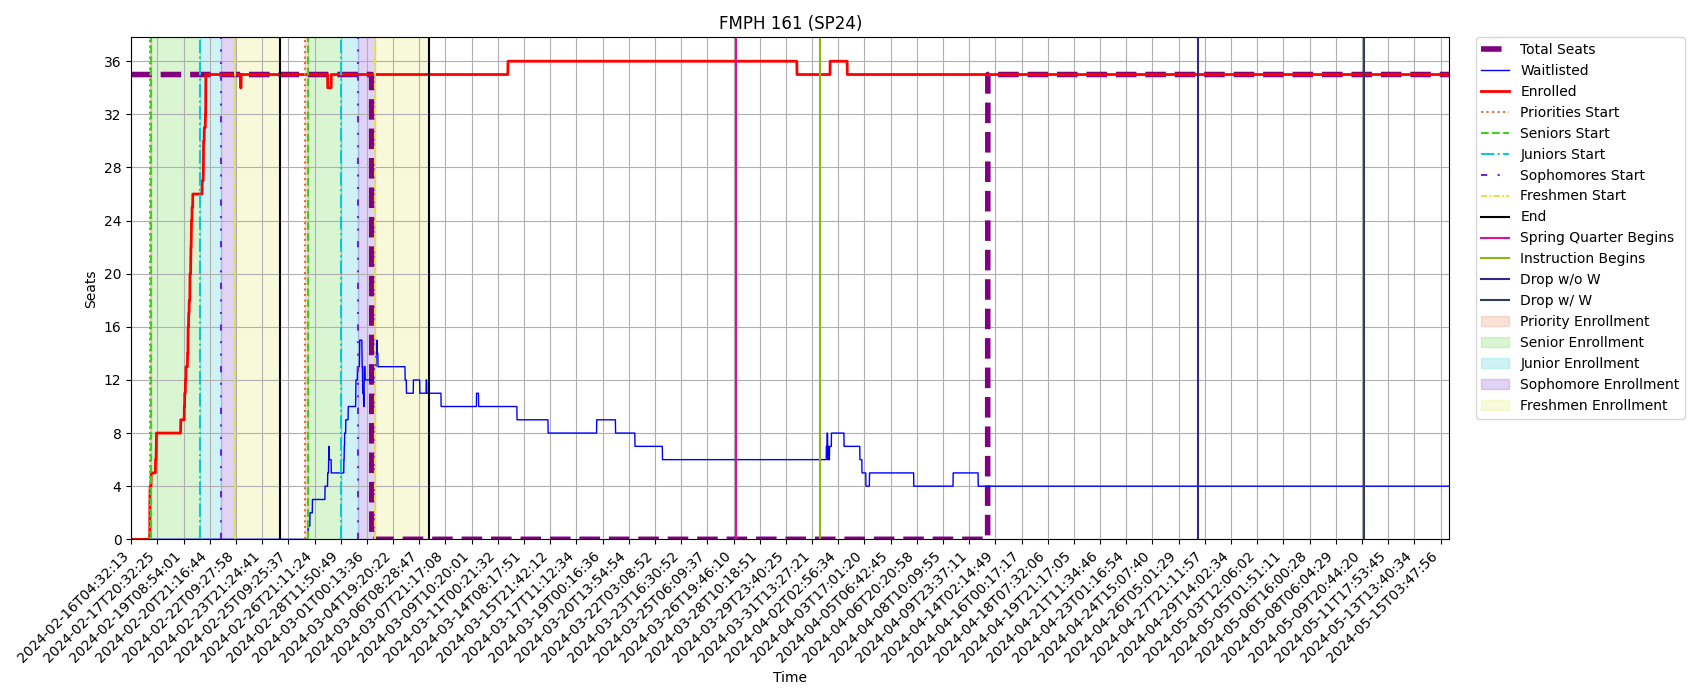 FMPH 161 (SP24)
Seats
36
32
28
24
20
16
12
8
4
0
2024-02-16T04:32:13
2024-02-17T20:32:25
2024-02-19T08:54:01
2024-02-20T21:16:44
2024-02-22T09:27:58
2024-02-23T21:24:41
2024-02-25T09:25:37
2024-02-26T21:11:24
2024-02-28T11:50:49
2024-03-01T00:13:36
2024-03-04T19:20:22
2024-03-06T08:28:47
2024-03-07T21:17:08
2024-03-09T10:20:01
2024-03-11T00:21:32
2024-03-14T08:17:51
2024-03-15T21:42:12
2024-03-17T11:12:34
2024-03-19T00:16:36
2024-03-20T13:54:54
2024-03-22T03:08:52
2024-03-23T16:30:52
2024-03-25T06:09:37
2024-03-26T19:46:10
2024-03-28T10:18:51
2024-03-29T23:40:25
2024-03-31T13:27:21
2024-04-02T02:56:34
2024-04-03T17:01:20
2024-04-05T06:42:45
2024-04-06T20:20:58
2024-04-08T10:09:55
2024-04-09T23:37:11
2024-04-14T02:14:49
2024-04-16T00:17:17
2024-04-18T07:32:06
2024-04-19T21:17:05
2024-04-21T11:34:46
2024-04-23T01:16:54
2024-04-24T15:07:40
2024-04-26T05:01:29
2024-04-27T21:11:57
2024-04-29T14:02:34
2024-05-03T12:06:02
2024-05-05T01:51:11
2024-05-06T16:00:28
2024-05-08T06:04:29
2024-05-09T20:44:20
2024-05-11T17:53:45
2024-05-13T13:40:34
2024-05-15T03:47:56
Time
Total Seats
Waitlisted
Enrolled
Priorities Start
Seniors Start
Juniors Start
Sophomores Start
Freshmen Start
End
Spring Quarter Begins
Instruction Begins
Drop w/o W
Drop w/ W
Priority Enrollment
Senior Enrollment
Junior Enrollment
Sophomore Enrollment
Freshmen Enrollment